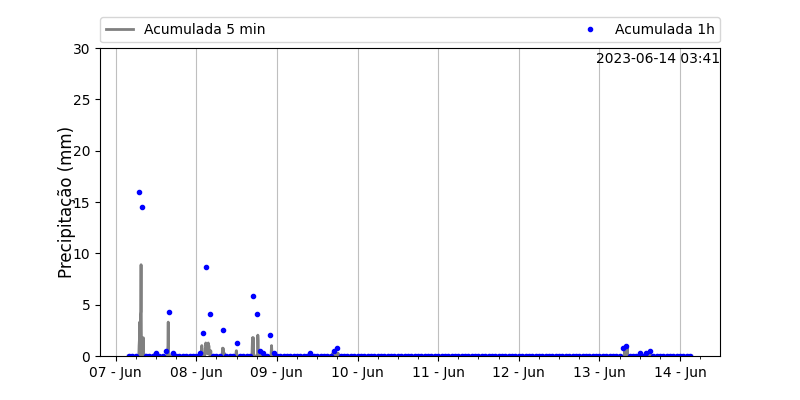 Acumulada 5 min
Acumulada 1h
2023-06-14 03:41
Precipitação (mm)
30
25
20
15
10
5
0
07 - Jun
08 - Jun
09 - Jun
10 - Jun
11 - Jun
12 - Jun
13 - Jun
14 - Jun